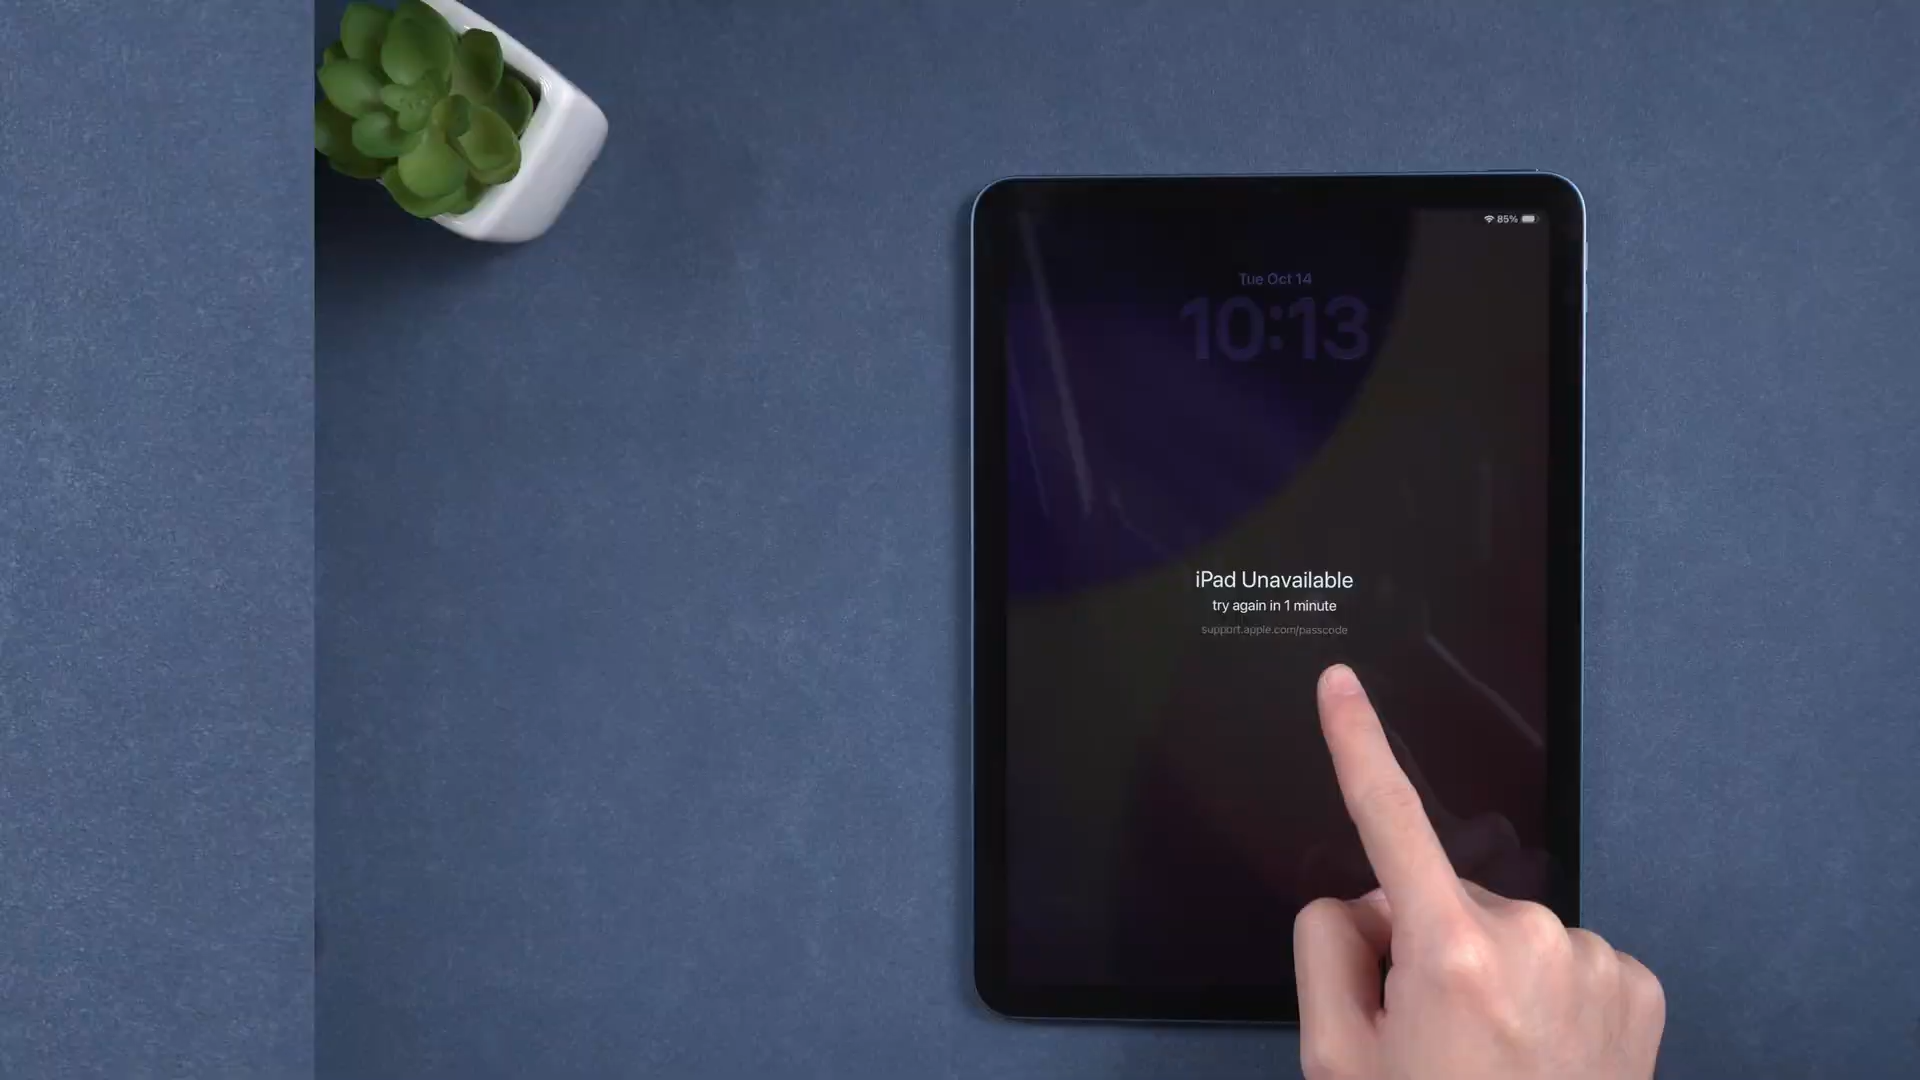 85%
Tue Oct 14
10:13
iPad Unavailable
try again in 1 minute
support.apple.com/passcode